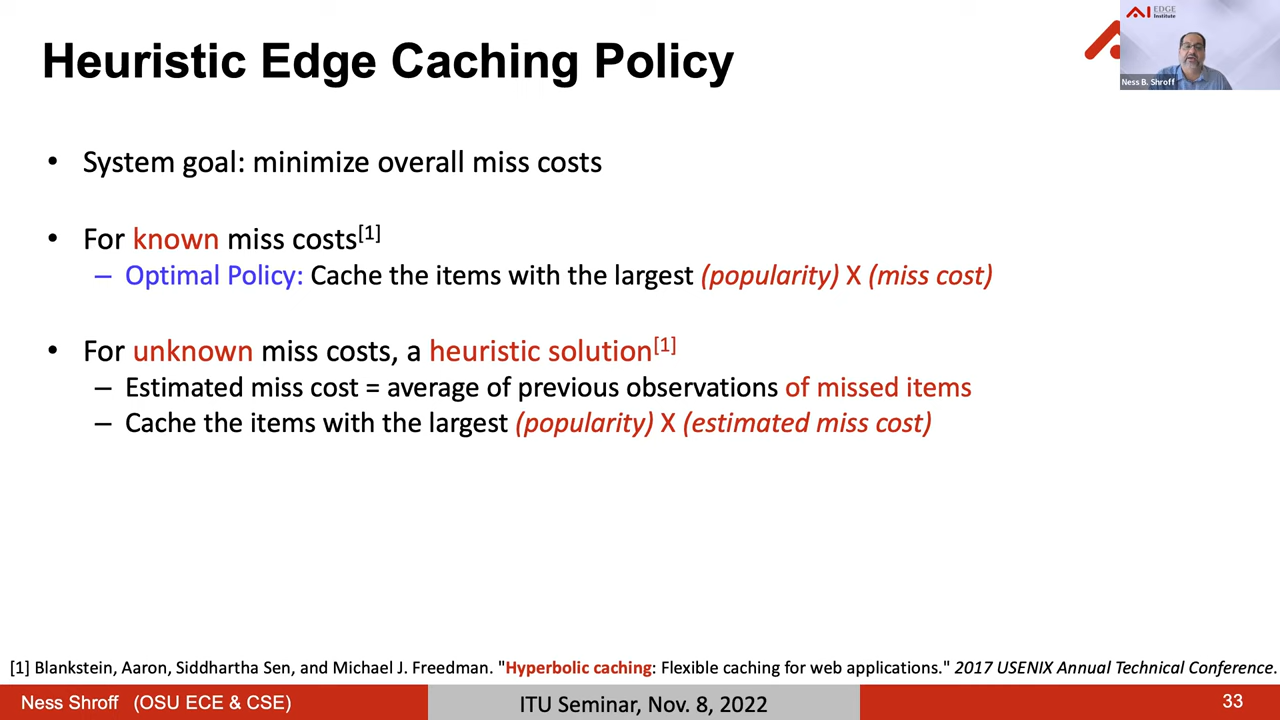 Heuristic Edge Caching Policy
AI EDGE
Institute
Ness B. Shroff
• System goal: minimize overall miss costs
• For known miss costs[1]
– Optimal Policy: Cache the items with the largest (popularity) X (miss cost)
• For unknown miss costs, a heuristic solution[1]
– Estimated miss cost = average of previous observations of missed items
– Cache the items with the largest (popularity) X (estimated miss cost)
[1] Blankstein, Aaron, Siddhartha Sen, and Michael J. Freedman. "Hyperbolic caching: Flexible caching for web applications." 2017 USENIX Annual Technical Conference.
Ness Shroff (OSU ECE & CSE)
ITU Seminar, Nov. 8, 2022
33